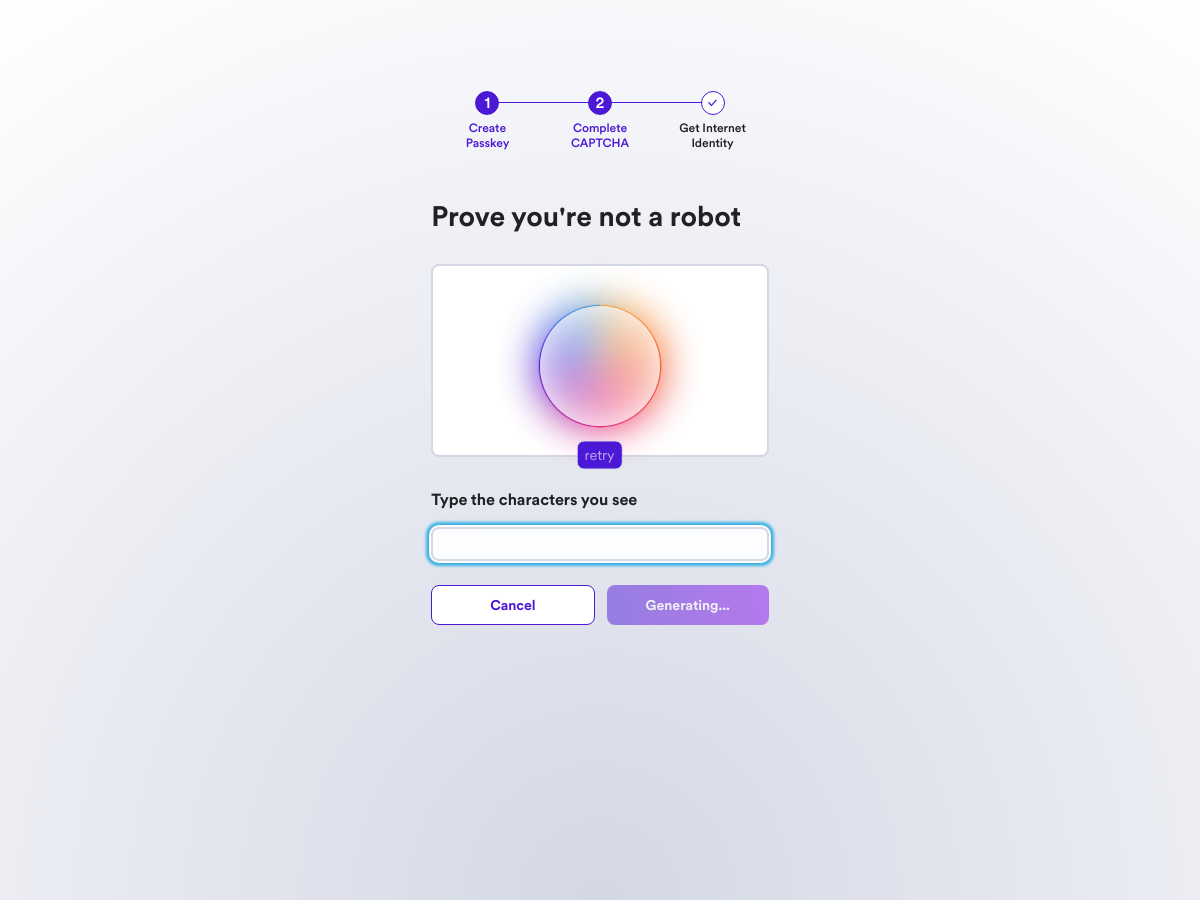 1
2
Create
Passkey
Complete
CAPTCHA
Get Internet
Identity
Prove you're not a robot
retry
Type the characters you see
Cancel
Generating...